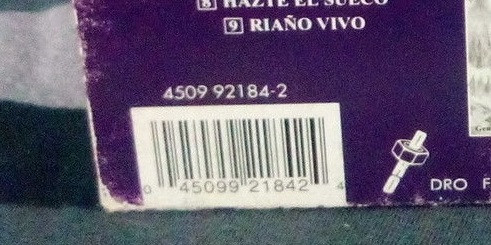 8 HAZTE EL SUECO
9 RIAÑO VIVO
4509 92184-2
0 45099 21842 4
DRO